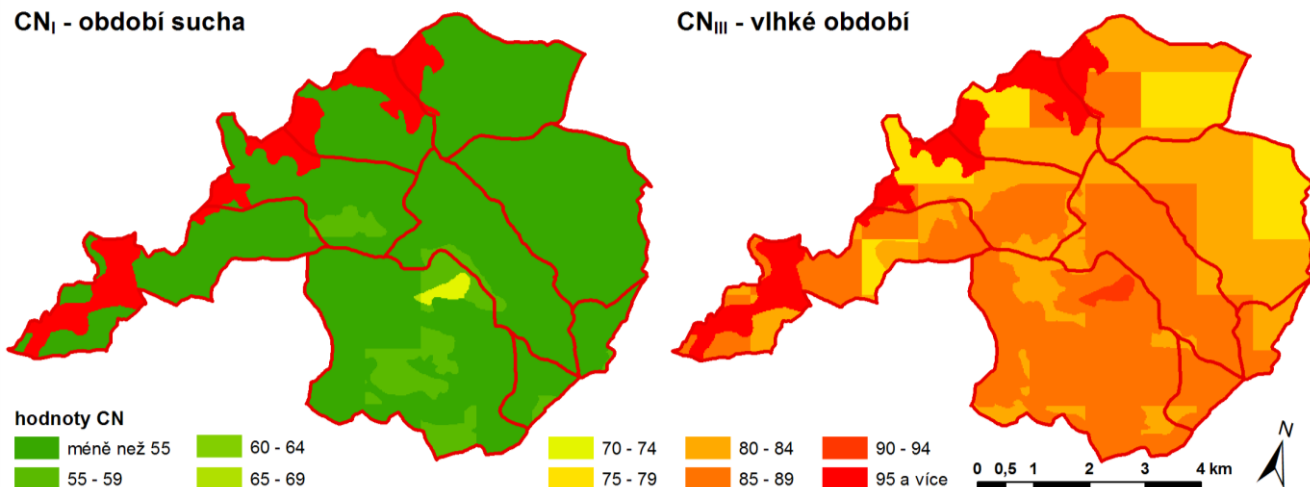 CNI - období sucha
CNIII - vlhké období
hodnoty CN
méně než 55
55 - 59
60 - 64
65 - 69
70 - 74
75 - 79
80 - 84
85 - 89
90 - 94
95 a více
0 0,5 1 2 3 4 km
N